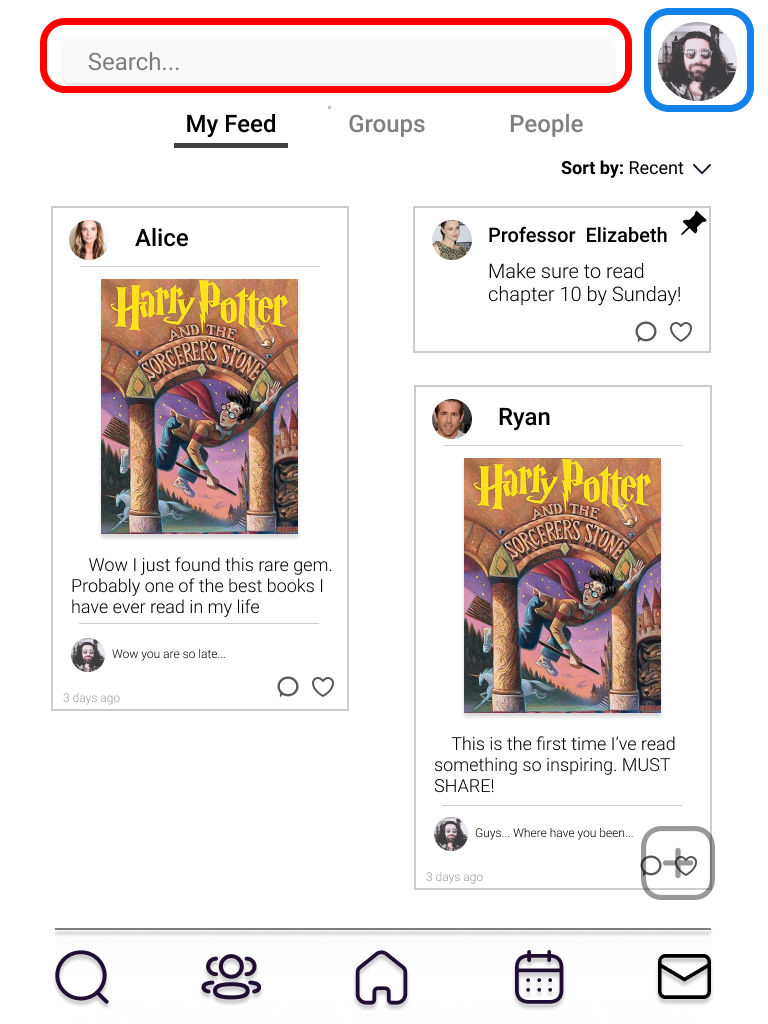 Search...
My Feed Groups People
Sort by: Recent
Alice
Harry Potter
AND THE
SORCERER'S STONE
Wow I just found this rare gem.
Probably one of the best books I
have ever read in my life
Wow you are so late...
3 days ago
Professor Elizabeth
Make sure to read
chapter 10 by Sunday!
Ryan
Harry Potter
AND THE
SORCERER'S STONE
This is the first time I've read
something so inspiring. MUST
SHARE!
Guys... Where have you been...
3 days ago